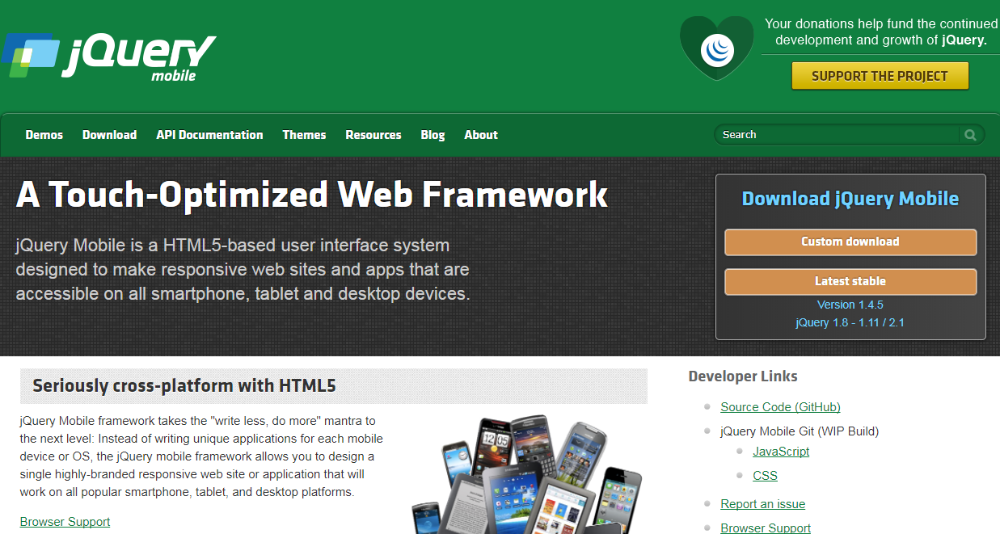 jQuery
mobile
Your donations help fund the continued
development and growth of jQuery.
SUPPORT THE PROJECT
Demos Download API Documentation Themes Resources Blog About
Search
A Touch-Optimized Web Framework
jQuery Mobile is a HTML5-based user interface system
designed to make responsive web sites and apps that are
accessible on all smartphone, tablet and desktop devices.
Download jQuery Mobile
Custom download
Latest stable
Version 1.4.5
jQuery 1.8 - 1.11 / 2.1
Seriously cross-platform with HTML5
jQuery Mobile framework takes the "write less, do more" mantra to
the next level: Instead of writing unique applications for each mobile
device or OS, the jQuery mobile framework allows you to design a
single highly-branded responsive web site or application that will
work on all popular smartphone, tablet, and desktop platforms.
Browser Support
12 05
Developer Links
Source Code (GitHub)
jQuery Mobile Git (WIP Build)
JavaScript
CSS
Report an issue
Browser Support